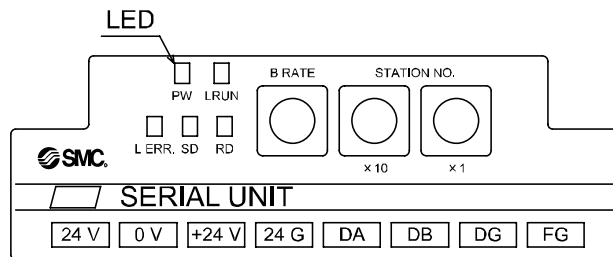 LED
B RATE STATION NO.
PW LRUN
L ERR. SD RD
SMC.
×10 ×1
SERIAL UNIT
24 V 0 V +24 V 24 G DA DB DG FG